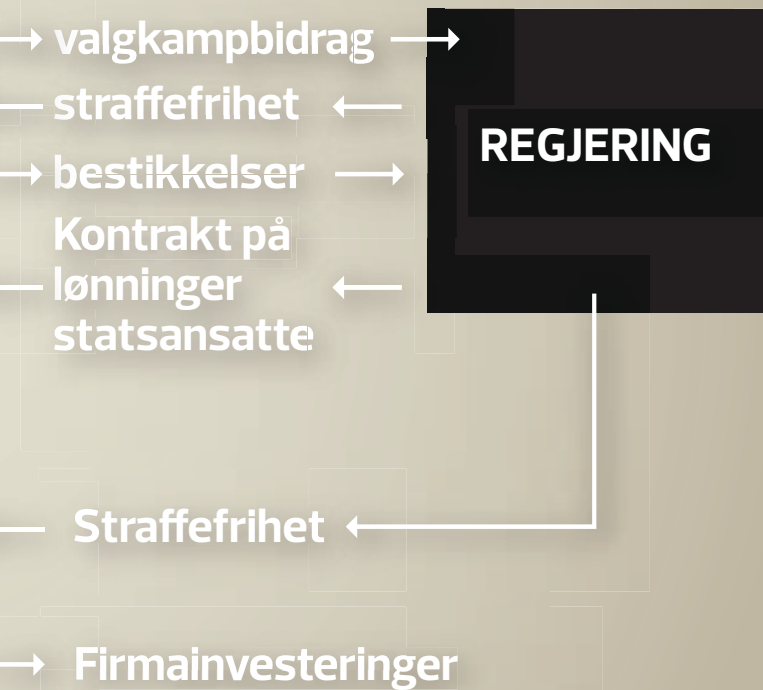 valgkampbidrag
straffefrihet
bestikkelser
REGJERING
Kontrakt på
lønninger
statsansatte
Straffefrihet
Firmainvesteringer